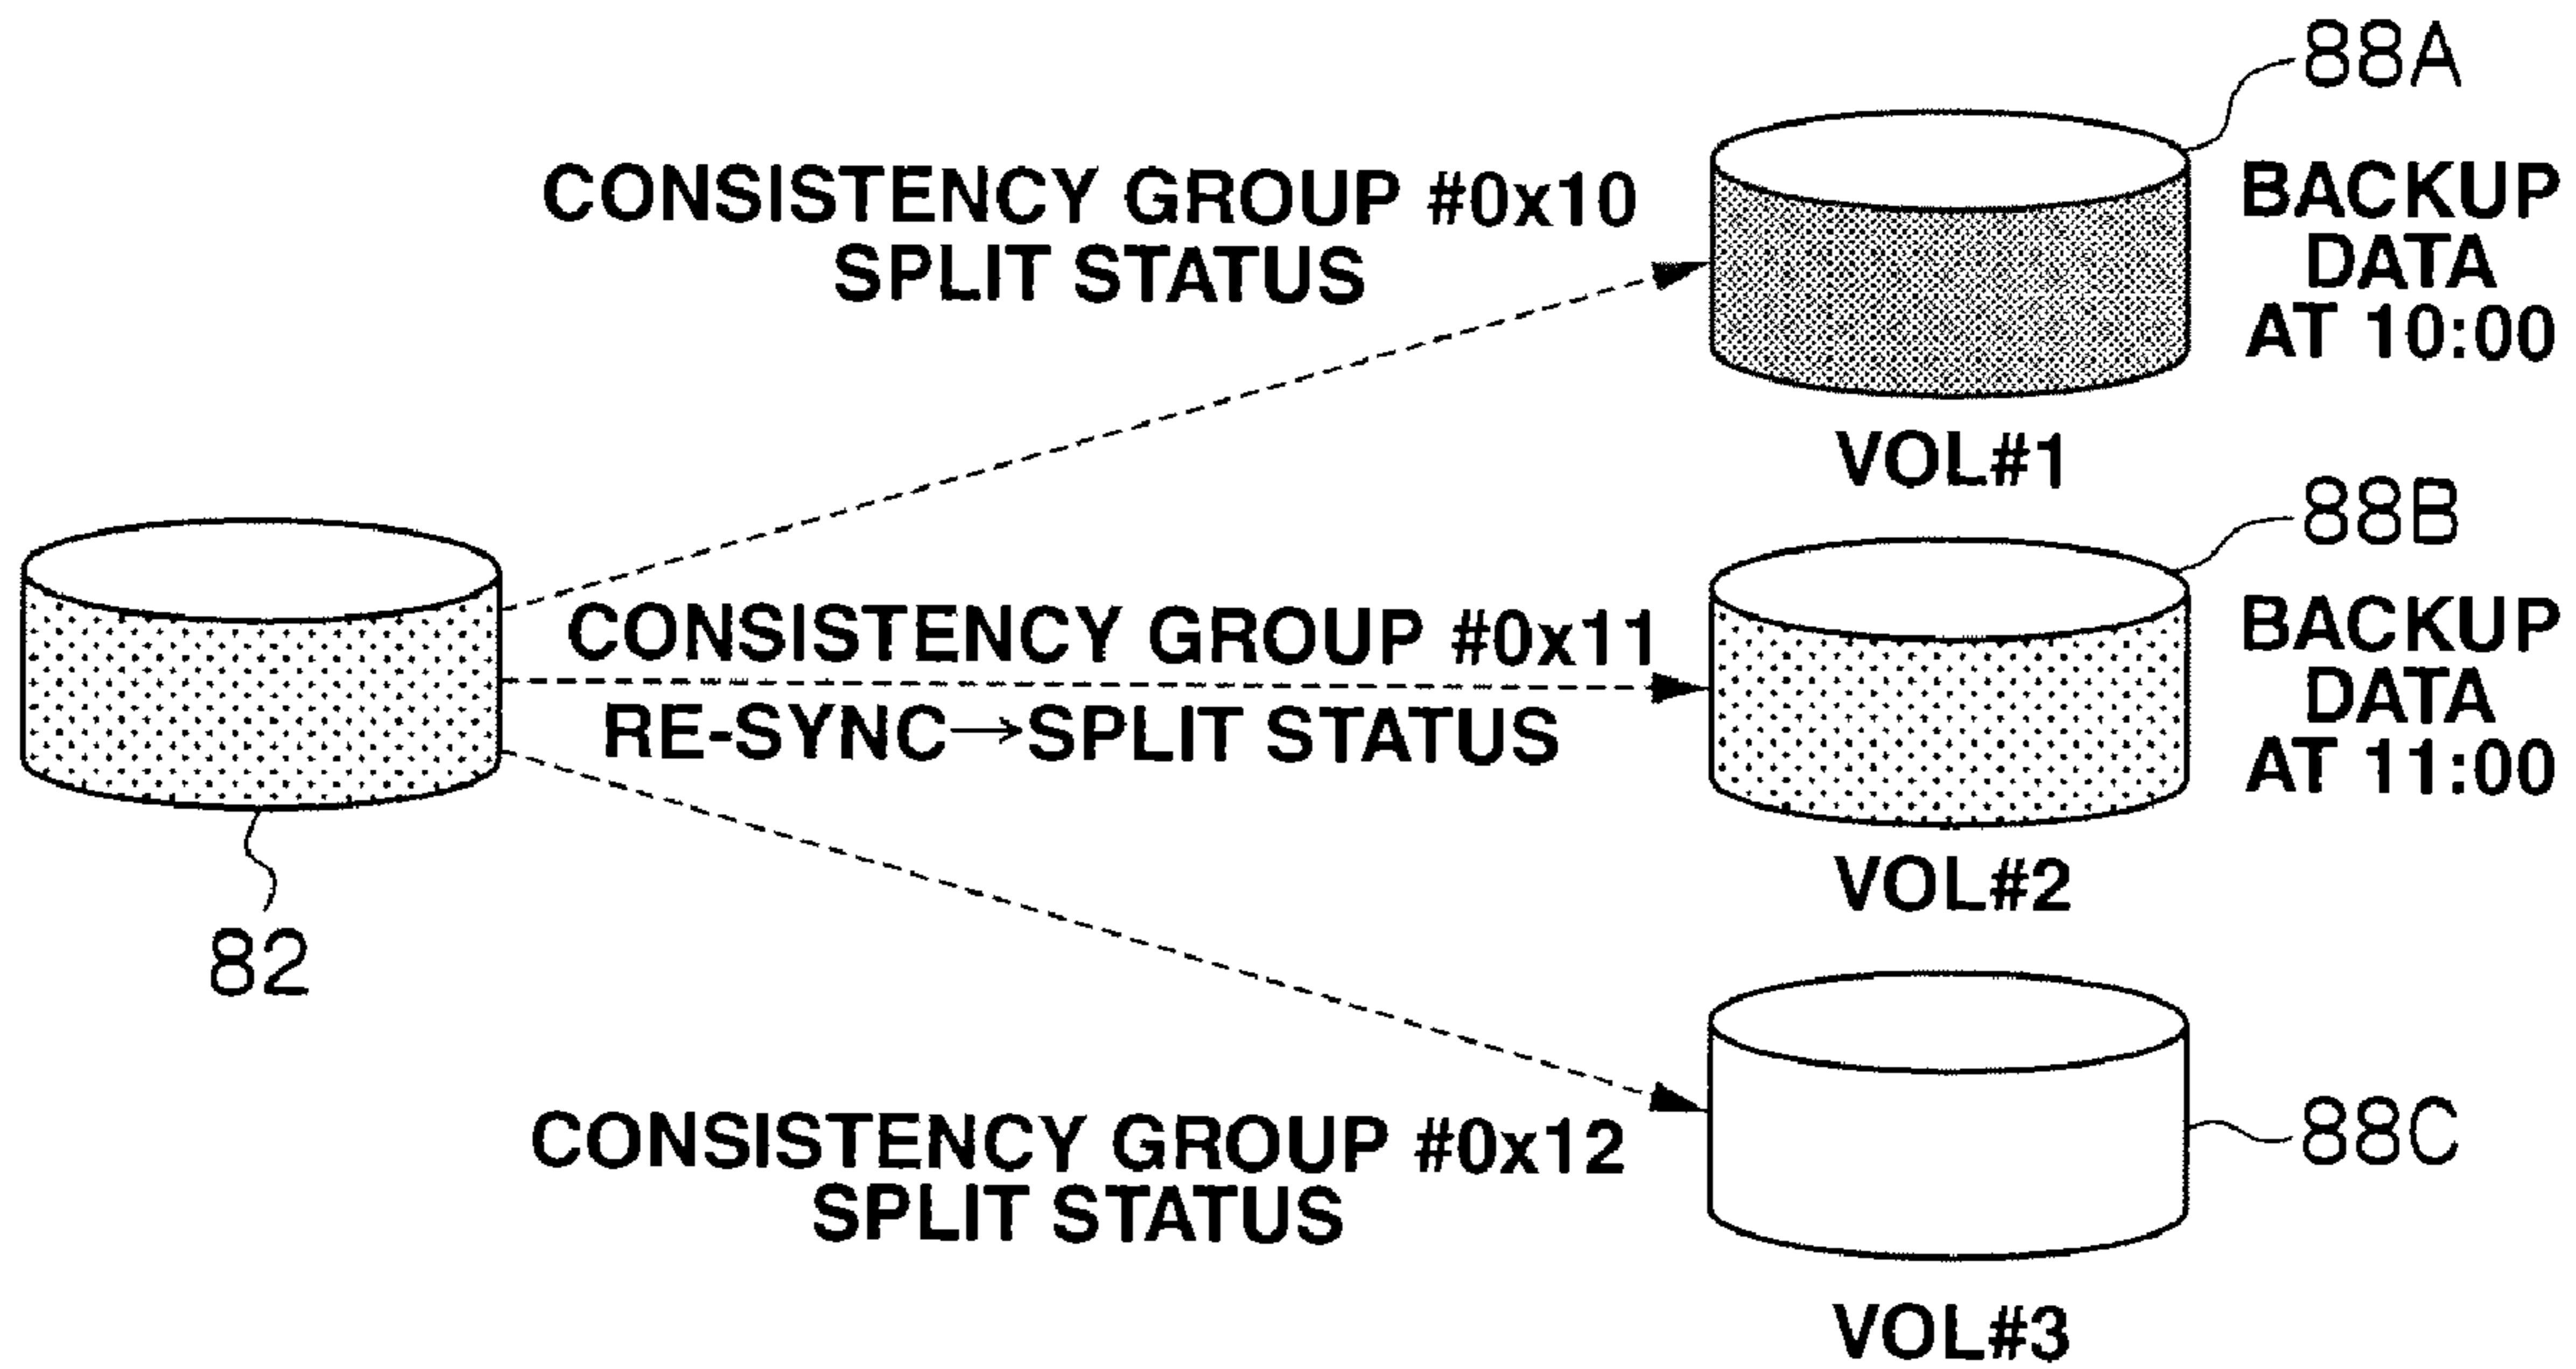 88A
CONSISTENCY GROUP #0x10
SPLIT STATUS
BACKUP
DATA
AT 10:00
VOL#1
88B
CONSISTENCY GROUP #0x11
RE-SYNC→SPLIT STATUS
BACKUP
DATA
AT 11:00
VOL#2
82
CONSISTENCY GROUP #0x12
SPLIT STATUS
88C
VOL#3